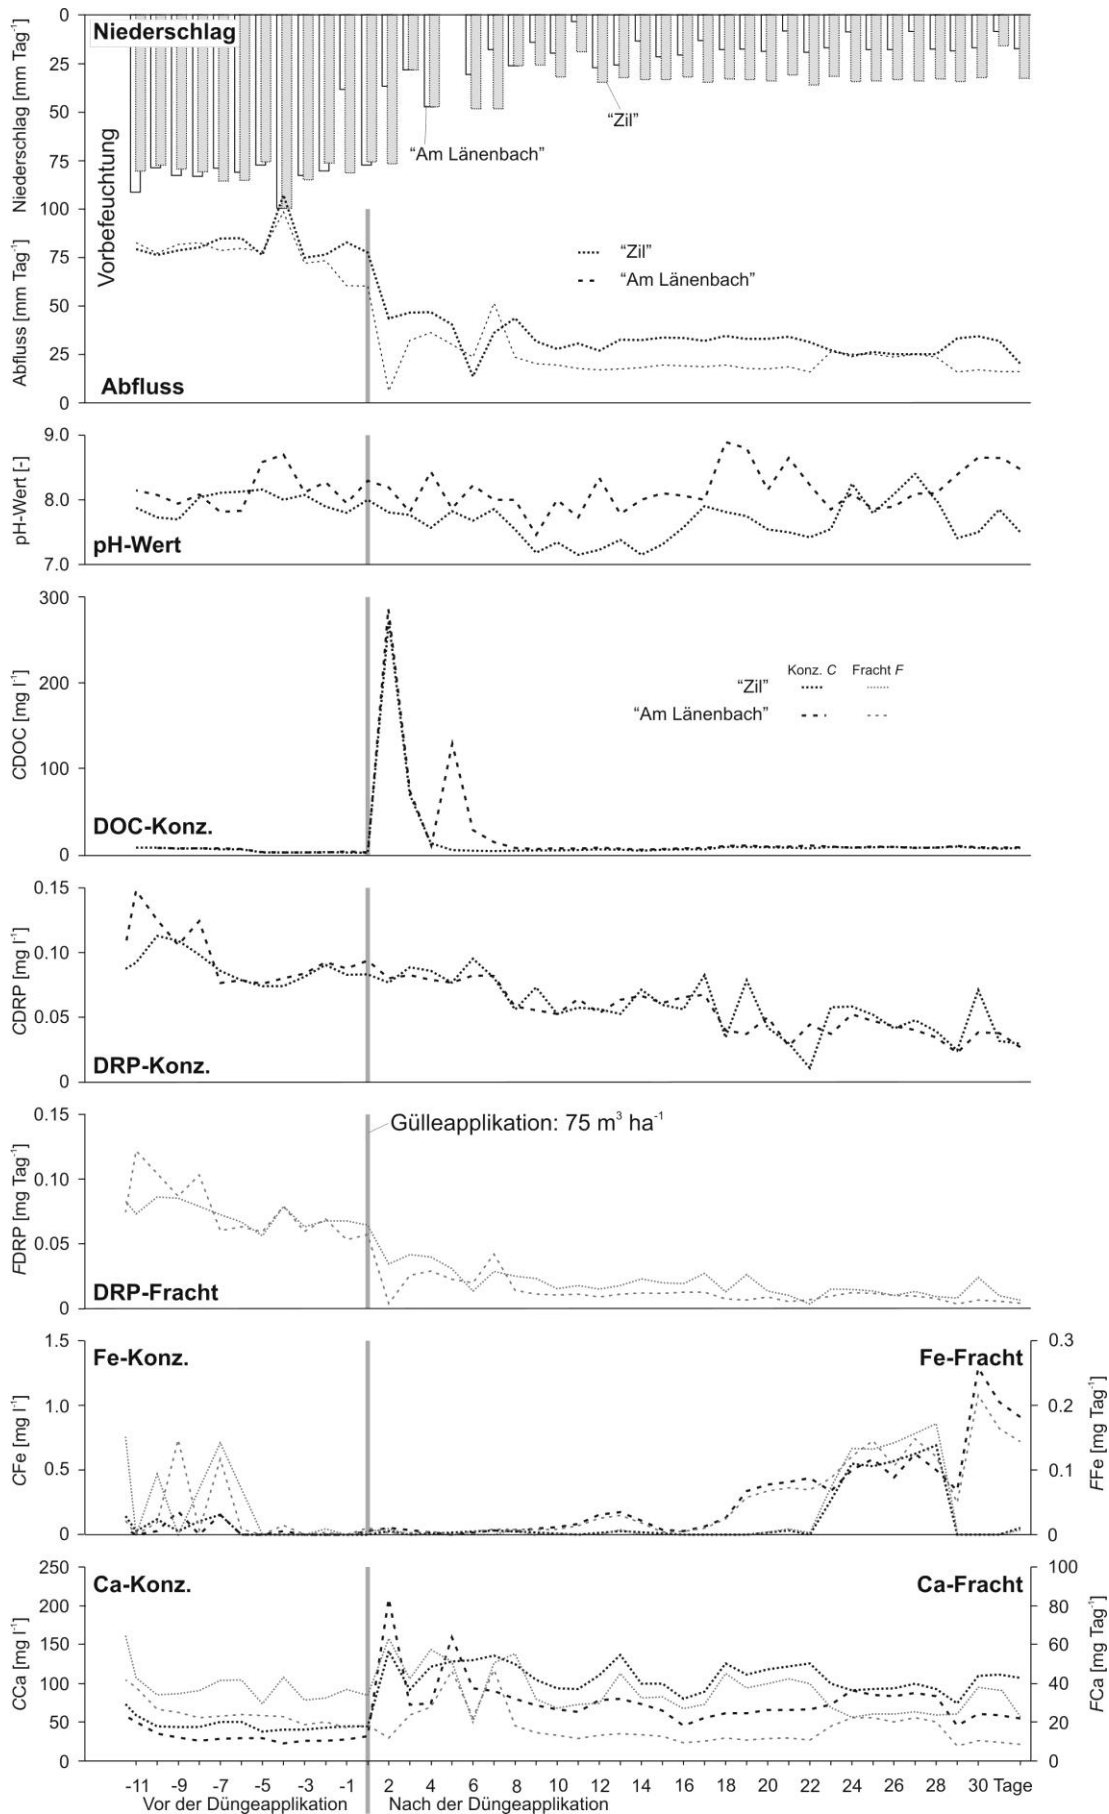 Niederschlag
Niederschlag [mm Tag⁻¹]
0
25
50
75
100
Vorbefeuchtung
"Am Länenbach"
"Zil"
Abfluss [mm Tag⁻¹]
75
50
25
0
"Zil"
"Am Länenbach"
Abfluss
pH-Wert [-]
9.0
8.0
7.0
pH-Wert
CDOC [mg l⁻¹]
300
200
100
0
Konz. C Fracht F
"Zil"
"Am Länenbach"
DOC-Konz.
CDRP [mg l⁻¹]
0.15
0.10
0.05
0
DRP-Konz.
FDRP [mg Tag⁻¹]
0.15
0.10
0.05
0
Gülleapplikation: 75 m³ ha⁻¹
DRP-Fracht
Fe-Konz. Fe-Fracht
CFe [mg l⁻¹]
1.5
1.0
0.5
0
0.3
0.2
0.1
0
FFe [mg Tag⁻¹]
Ca-Konz. Ca-Fracht
CCa [mg l⁻¹]
250
200
150
100
50
0
100
80
60
40
20
0
FCa [mg Tag⁻¹]
-11 -9 -7 -5 -3 -1 2 4 6 8 10 12 14 16 18 20 22 24 26 28 30 Tage
Vor der Düngeapplikation Nach der Düngeapplikation